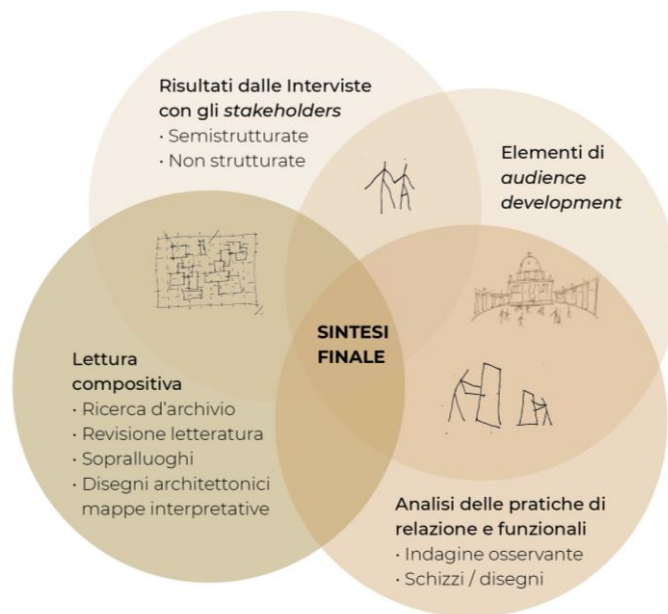 Risultati dalle Interviste
con gli stakeholders
· Semistrutturate
· Non strutturate
Elementi di
audience
development
SINTESI
FINALE
Lettura
compositiva
· Ricerca d'archivio
· Revisione letteratura
· Sopralluoghi
· Disegni architettonici
mappe interpretative
Analisi delle pratiche di
relazione e funzionali
· Indagine osservante
· Schizzi / disegni